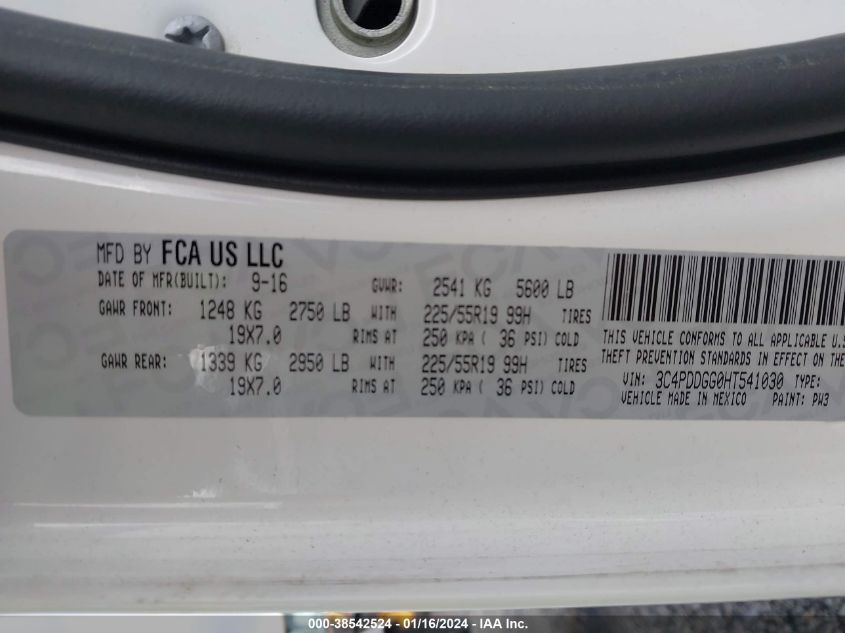 MFD BY FCA US LLC
DATE OF MFR(BUILT): 9-16 GVWR: 2541 KG 5600 LB
GAWR FRONT: 1248 KG 2750 LB WITH 225/55R19 99H TIRES
19X7.0 RIMS AT 250 KPA ( 36 PSI) COLD
GAWR REAR: 1339 KG 2950 LB WITH 225/55R19 99H TIRES
19X7.0 RIMS AT 250 KPA ( 36 PSI) COLD
THIS VEHICLE CONFORMS TO ALL APPLICABLE U.S
THEFT PREVENTION STANDARDS IN EFFECT ON THE
VIN: 3C4PDDGG0HT541030 TYPE:
VEHICLE MADE IN MEXICO PAINT: PW3
000-38542524 - 01/16/2024 - IAA Inc.